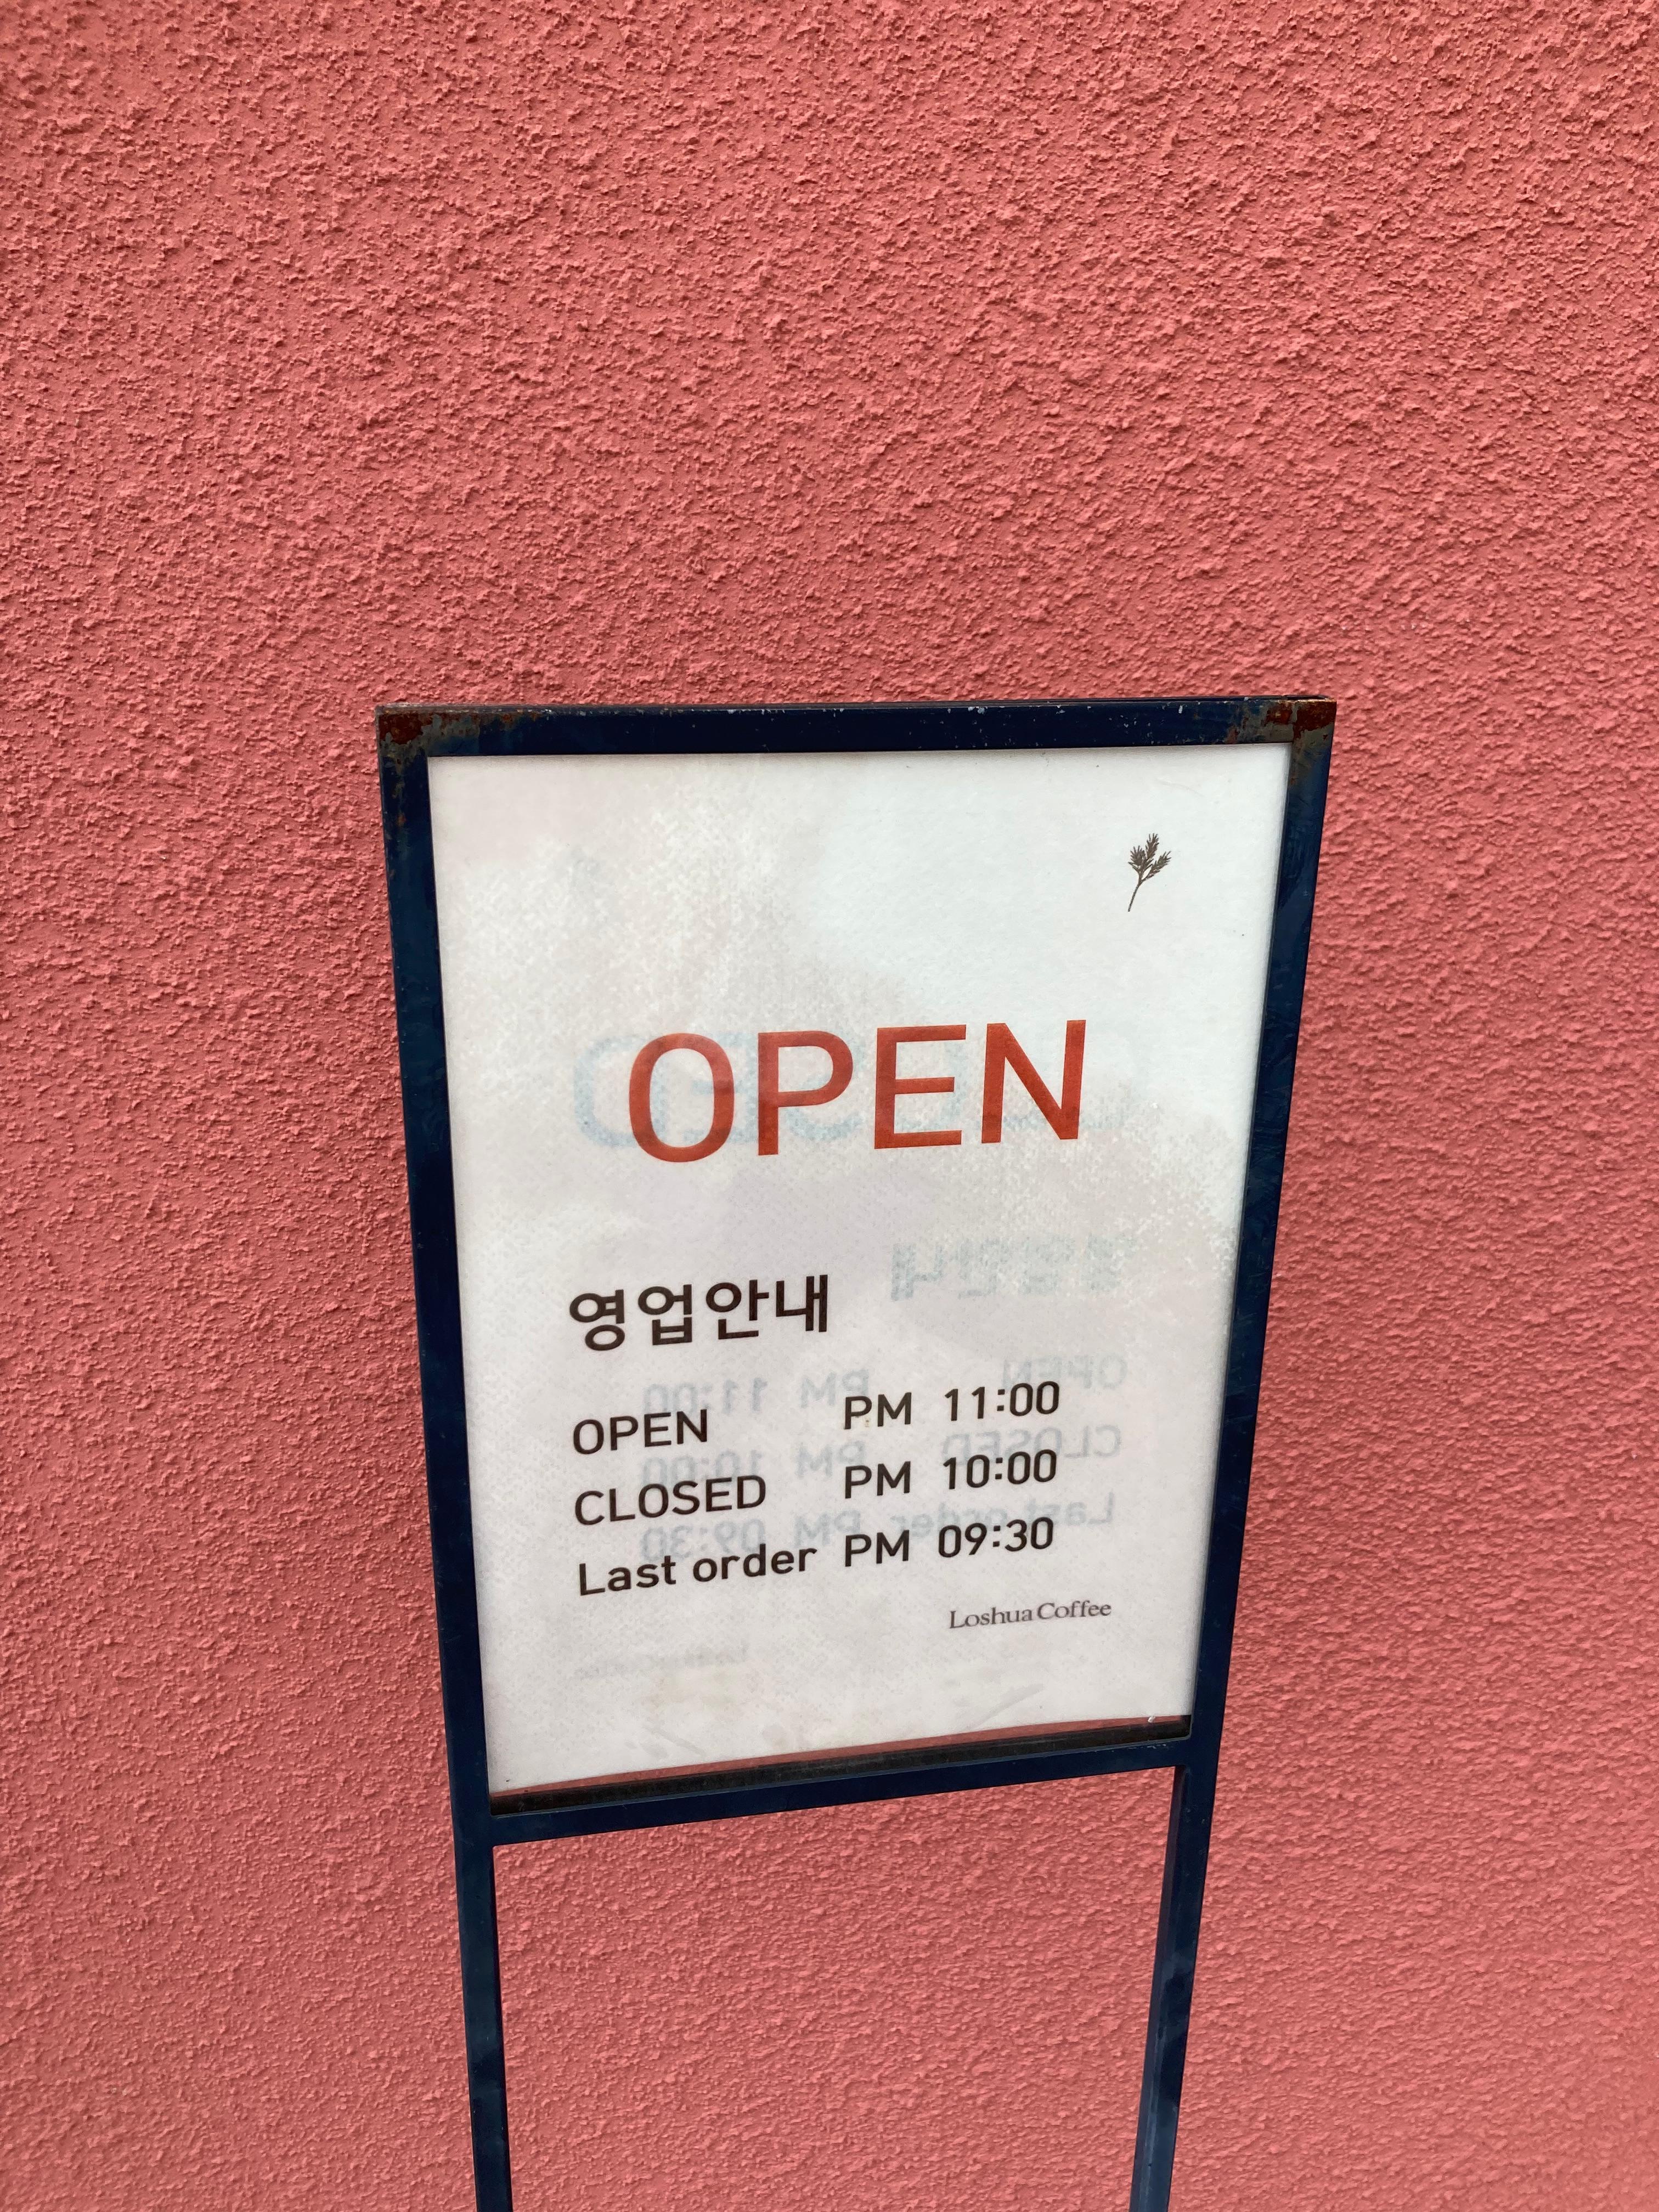 OPEN
영업안내
OPEN PM 11:00
CLOSED PM 10:00
Last order PM 09:30
Loshua Coffee